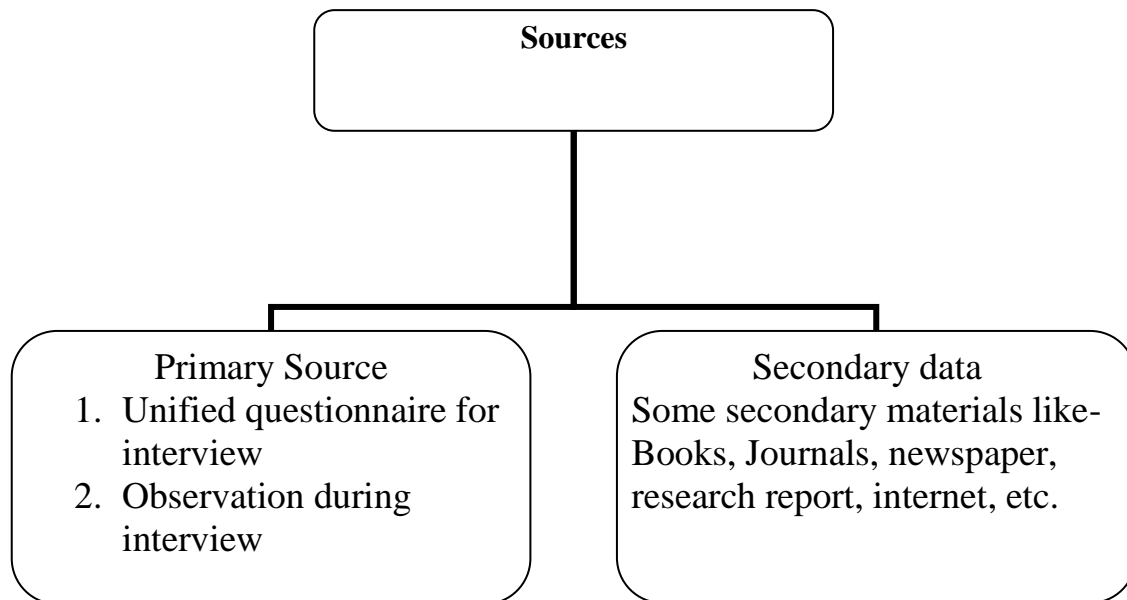 Sources
Primary Source
1. Unified questionnaire for
interview
2. Observation during
interview
Secondary data
Some secondary materials like-
Books, Journals, newspaper,
research report, internet, etc.